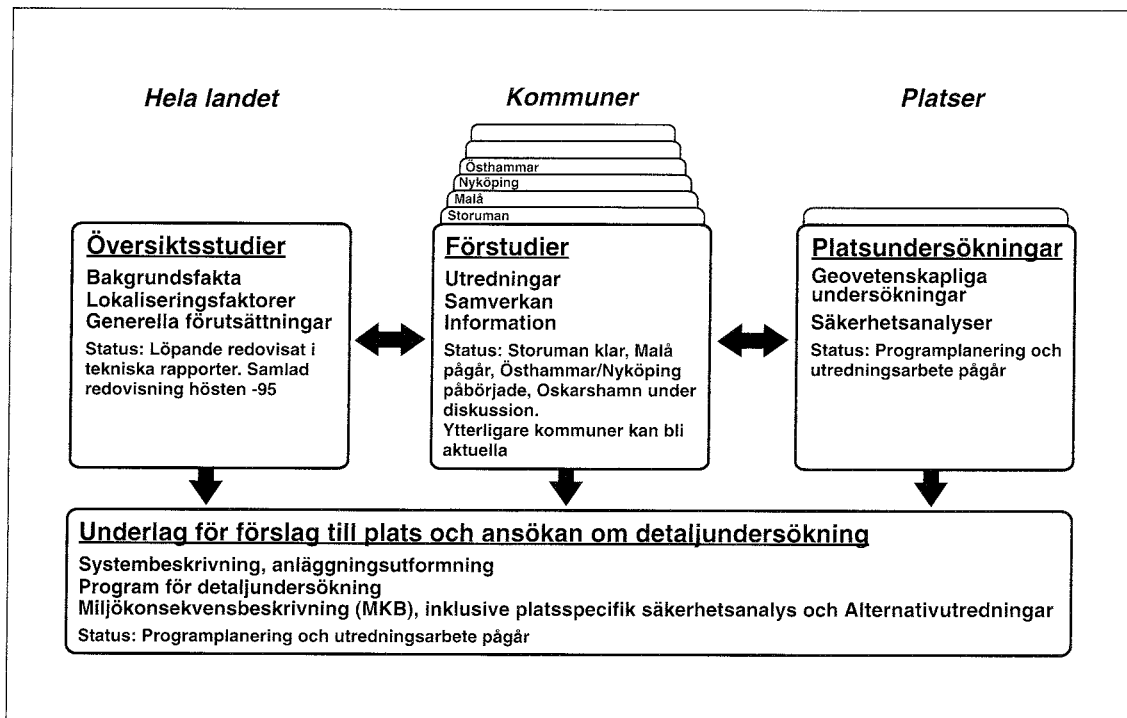 Hela landet
Kommuner
Platser
Östhammar
Nyköping
Malå
Storuman
Översiktsstudier
Bakgrundsfakta
Lokaliseringsfaktorer
Generella förutsättningar
Status: Löpande redovisat i
tekniska rapporter. Samlad
redovisning hösten -95
Förstudier
Utredningar
Samverkan
Information
Status: Storuman klar, Malå
pågår, Östhammar/Nyköping
påbörjade, Oskarshamn under
diskussion.
Ytterligare kommuner kan bli
aktuella
Platsundersökningar
Geovetenskapliga
undersökningar
Säkerhetsanalyser
Status: Programplanering och
utredningsarbete pågår
Underlag för förslag till plats och ansökan om detaljundersökning
Systembeskrivning, anläggningsutformning
Program för detaljundersökning
Miljökonsekvensbeskrivning (MKB), inklusive platsspecifik säkerhetsanalys och Alternativutredningar
Status: Programplanering och utredningsarbete pågår